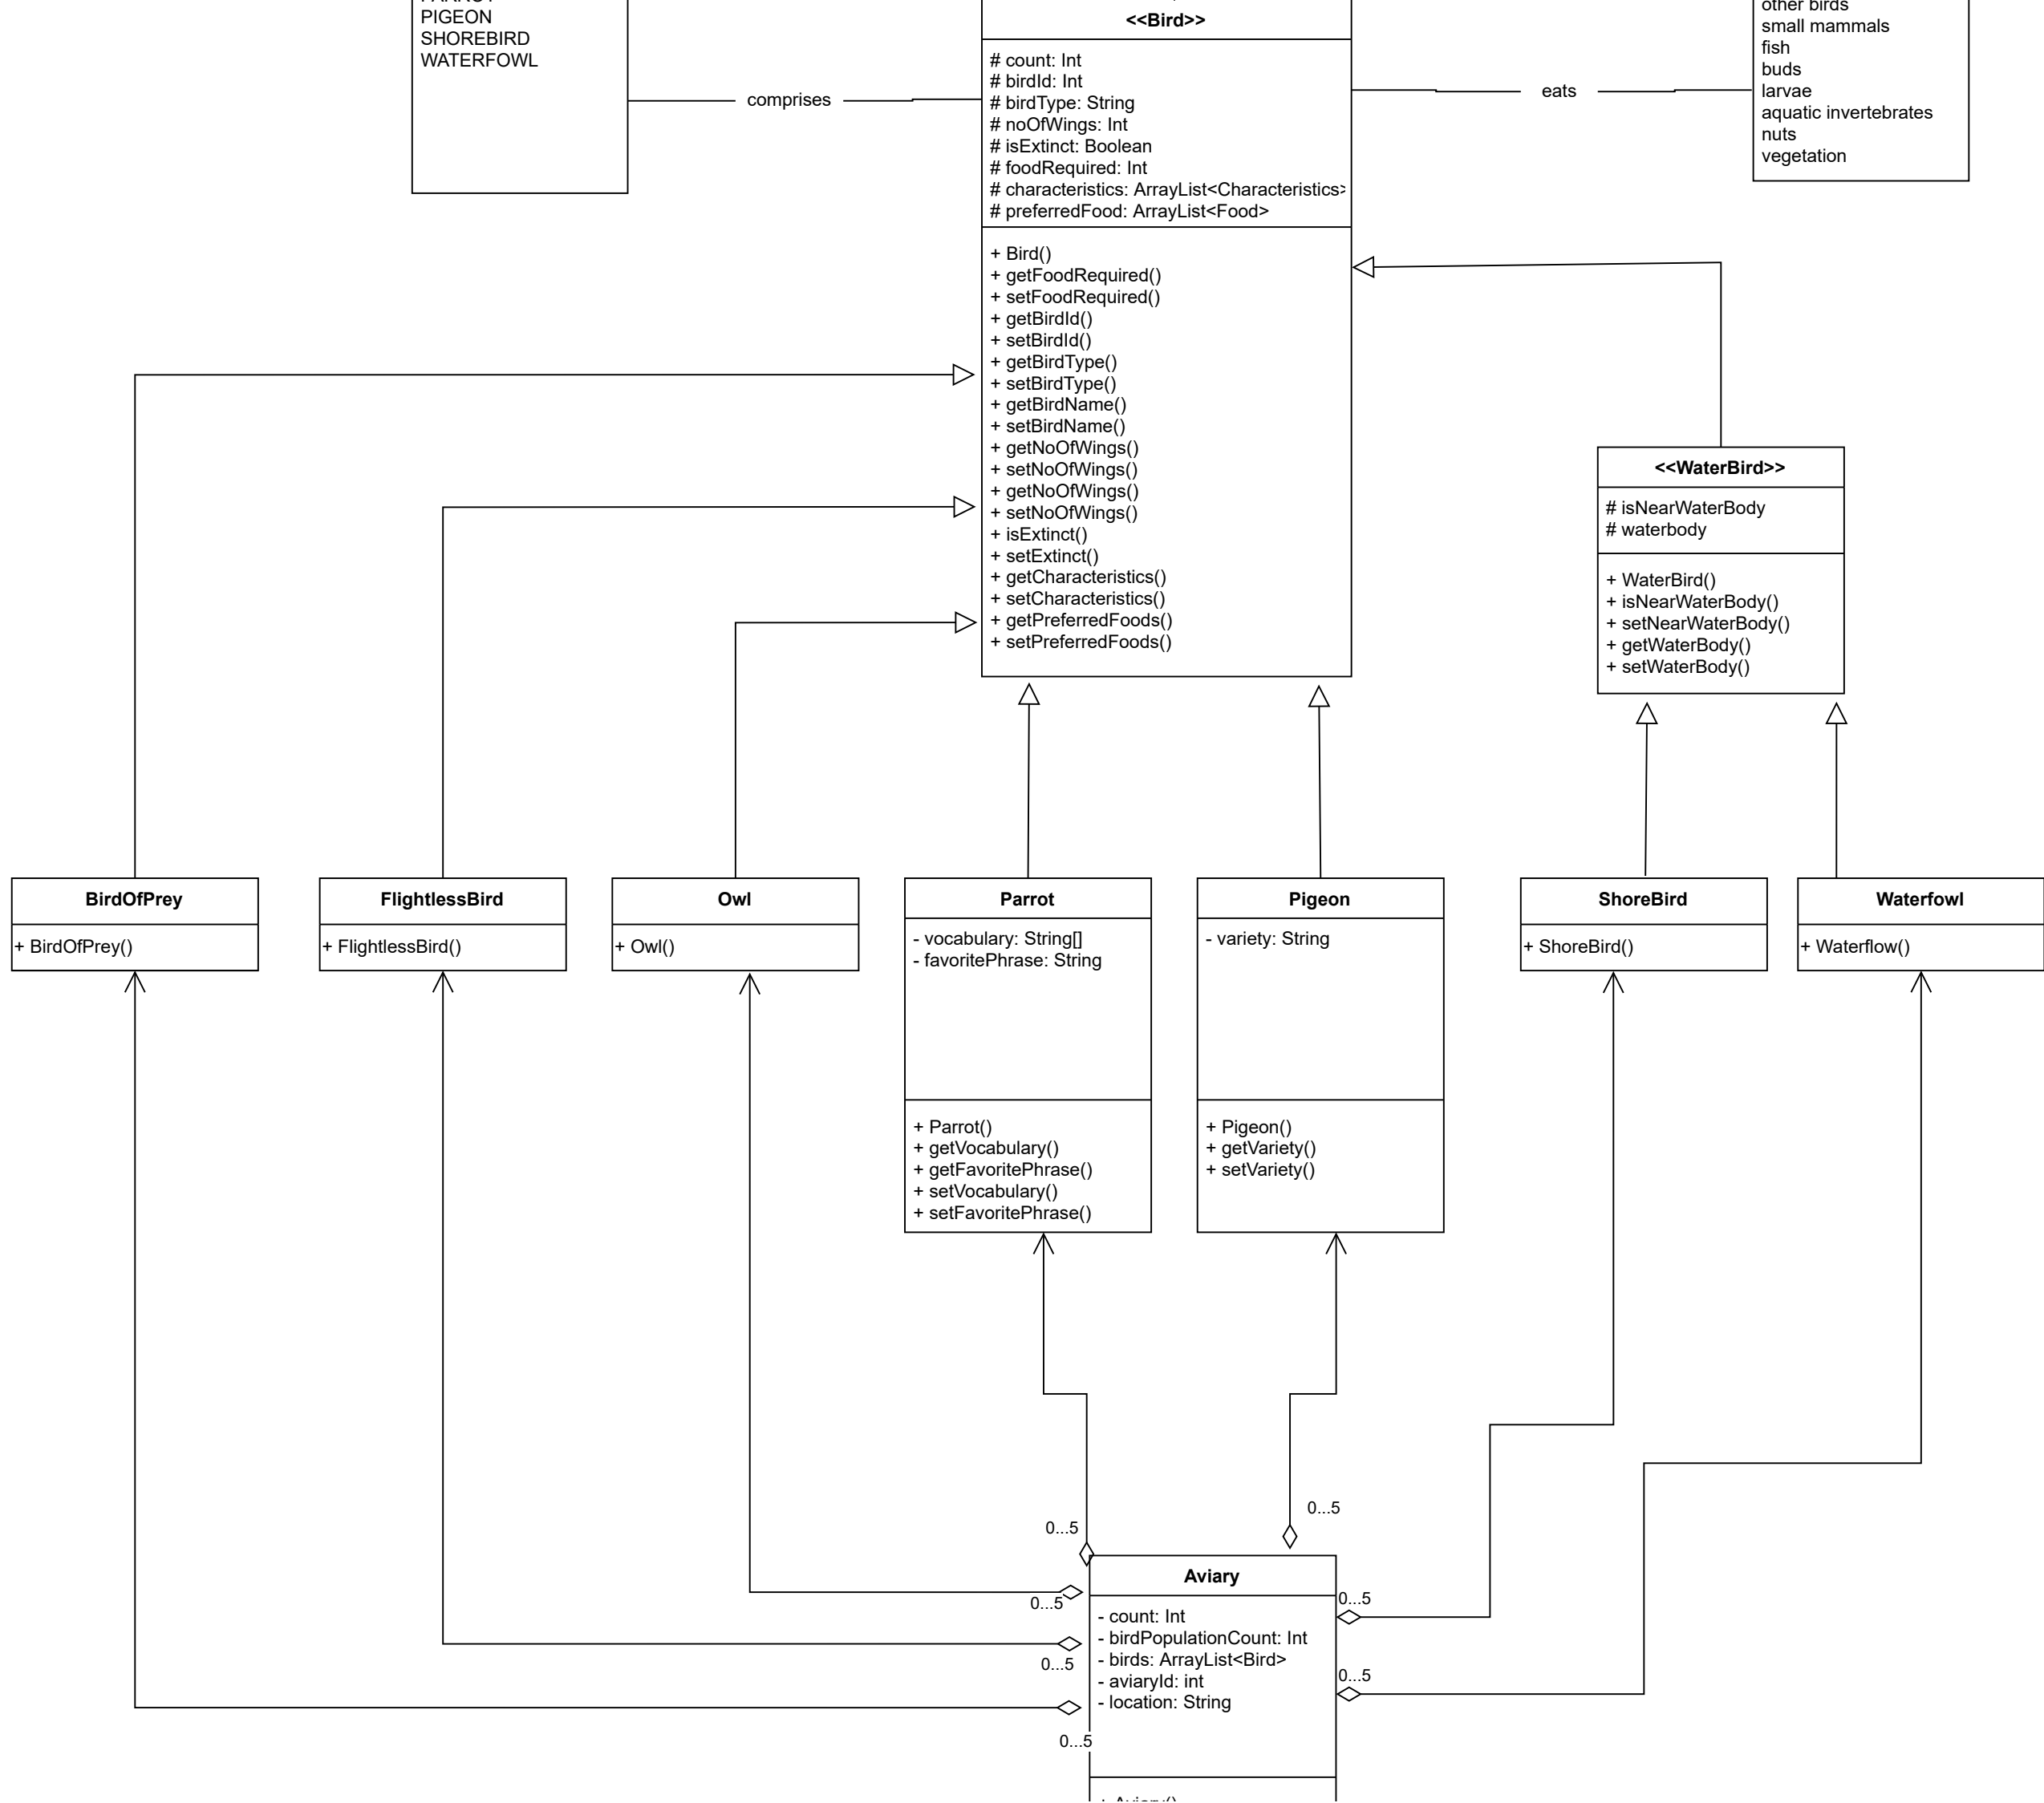 PIGEON
SHOREBIRD
WATERFOWL
comprises
<<Bird>>
# count: Int
# birdId: Int
# birdType: String
# noOfWings: Int
# isExtinct: Boolean
# foodRequired: Int
# characteristics: ArrayList<Characteristics>
# preferredFood: ArrayList<Food>
+ Bird()
+ getFoodRequired()
+ setFoodRequired()
+ getBirdId()
+ setBirdId()
+ getBirdType()
+ setBirdType()
+ getBirdName()
+ setBirdName()
+ getNoOfWings()
+ setNoOfWings()
+ getNoOfWings()
+ setNoOfWings()
+ isExtinct()
+ setExtinct()
+ getCharacteristics()
+ setCharacteristics()
+ getPreferredFoods()
+ setPreferredFoods()
eats
other birds
small mammals
fish
buds
larvae
aquatic invertebrates
nuts
vegetation
<<WaterBird>>
# isNearWaterBody
# waterbody
+ WaterBird()
+ isNearWaterBody()
+ setNearWaterBody()
+ getWaterBody()
+ setWaterBody()
BirdOfPrey
+ BirdOfPrey()
FlightlessBird
+ FlightlessBird()
Owl
+ Owl()
Parrot
- vocabulary: String[]
- favoritePhrase: String
+ Parrot()
+ getVocabulary()
+ getFavoritePhrase()
+ setVocabulary()
+ setFavoritePhrase()
Pigeon
- variety: String
+ Pigeon()
+ getVariety()
+ setVariety()
ShoreBird
+ ShoreBird()
Waterfowl
+ Waterflow()
0...5
0...5
0...5
0...5
0...5
0...5
0...5
Aviary
- count: Int
- birdPopulationCount: Int
- birds: ArrayList<Bird>
- aviaryId: int
- location: String